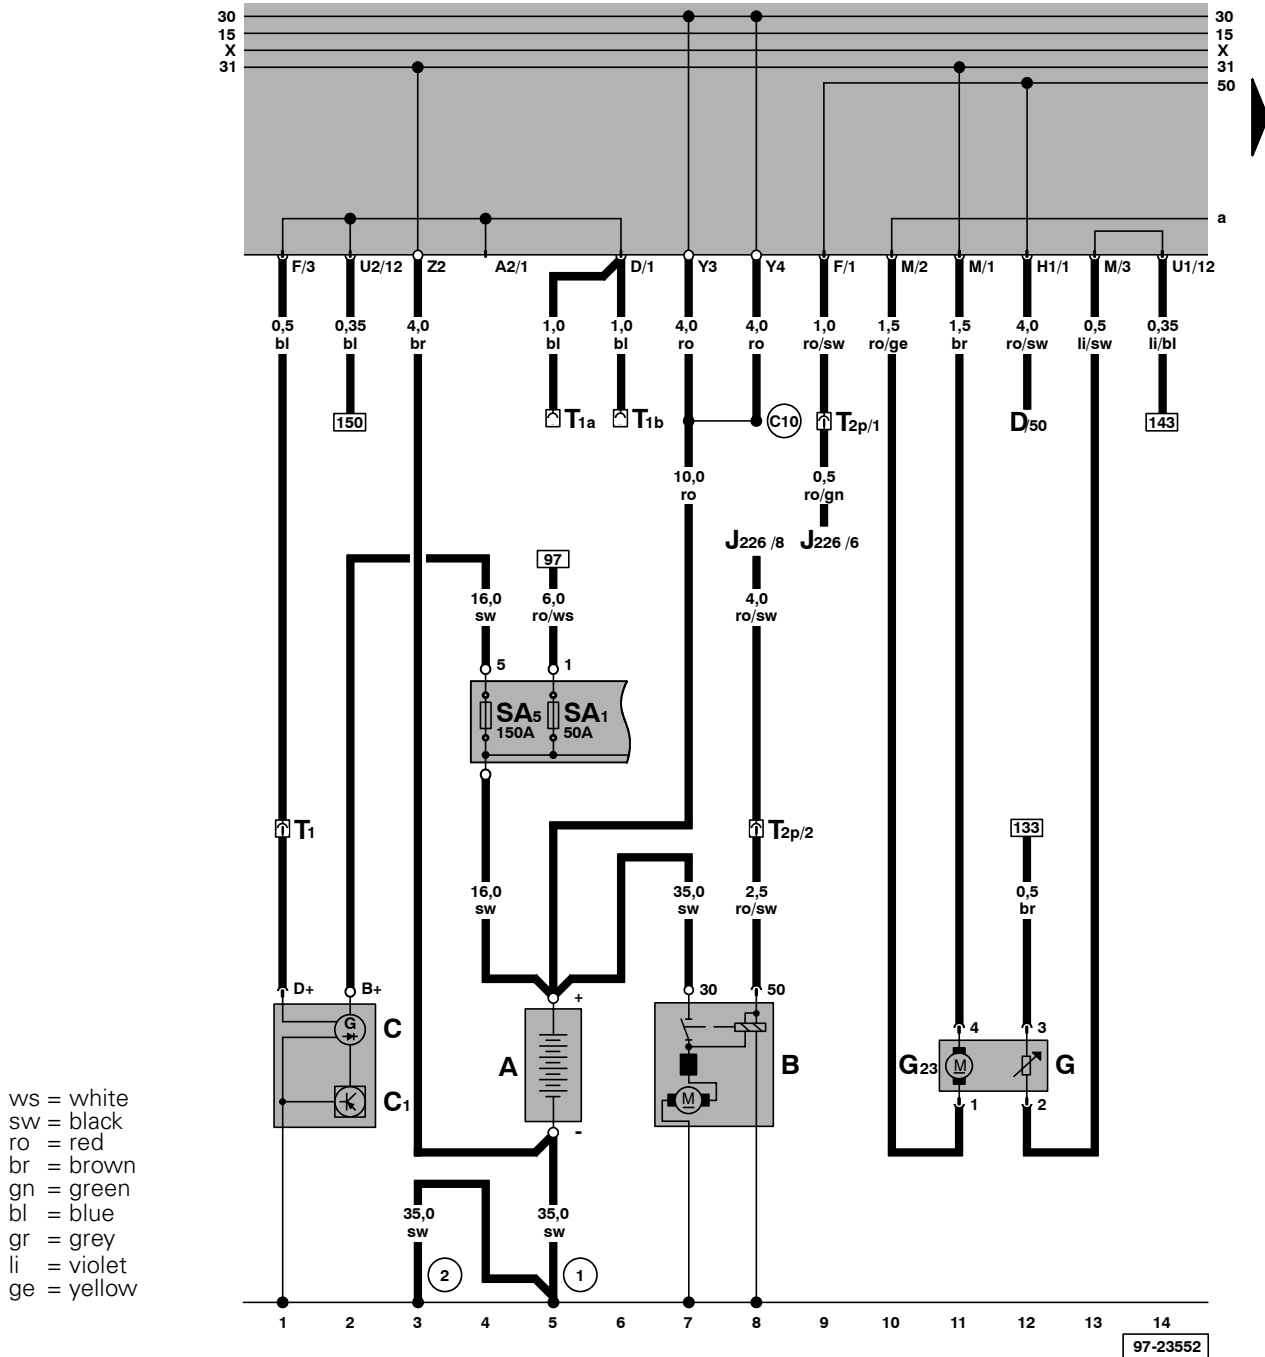 30 30
15 15
X X
31 31
50
a
F/3 U2/12 Z2 A2/1 D/1 Y3 Y4 F/1 M/2 M/1 H1/1 M/3 U1/12
0,5 0,35 4,0 1,0 1,0 4,0 4,0 1,0 1,5 1,5 4,0 0,5 0,35
bl bl br bl bl ro ro ro/sw ro/ge br ro/sw li/sw li/bl
150 T1a T1b C10 T2p/1 D/50 143
10,0 0,5
ro ro/gn
J226 /8 J226 /6
97
16,0 6,0 4,0
sw ro/ws ro/sw
5 1
SA5 SA1
150A 50A
T1 T2p/2 133
16,0 35,0 2,5 0,5
sw sw ro/sw br
D+ B+ + 30 50
G C
4 3
A B G23 M G
C1 M
1 2
-
ws = white
sw = black
ro = red
br = brown
gn = green
bl = blue
gr = grey
li = violet
ge = yellow
35,0 35,0
sw sw
2 1
1 2 3 4 5 6 7 8 9 10 11 12 13 14
97-23552